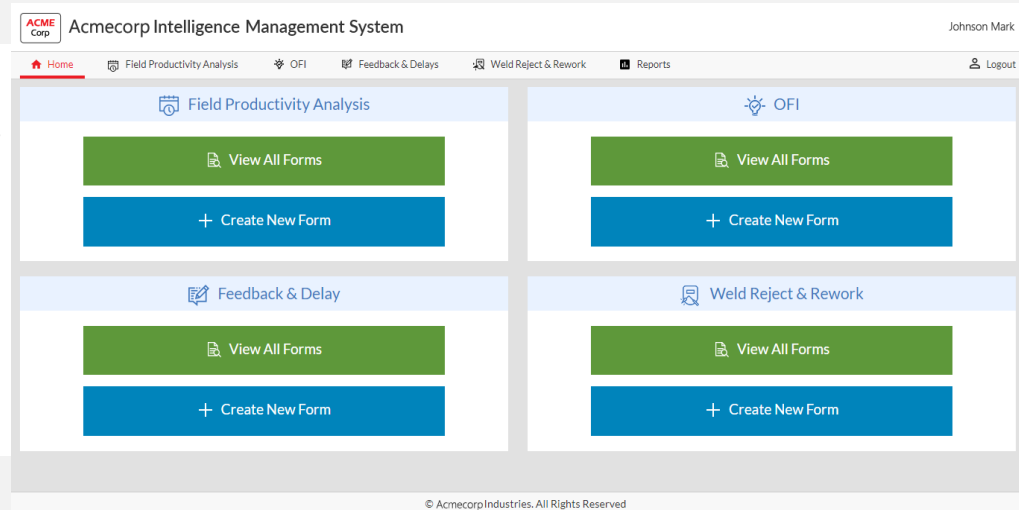 ACME
Corp
Acmecorp Intelligence Management System
Johnson Mark
Home
Field Productivity Analysis
OFI
Feedback & Delays
Weld Reject & Rework
Reports
Logout
Field Productivity Analysis
View All Forms
Create New Form
OFI
View All Forms
Create New Form
Feedback & Delay
View All Forms
Create New Form
Weld Reject & Rework
View All Forms
Create New Form
© Acmecorp Industries. All Rights Reserved